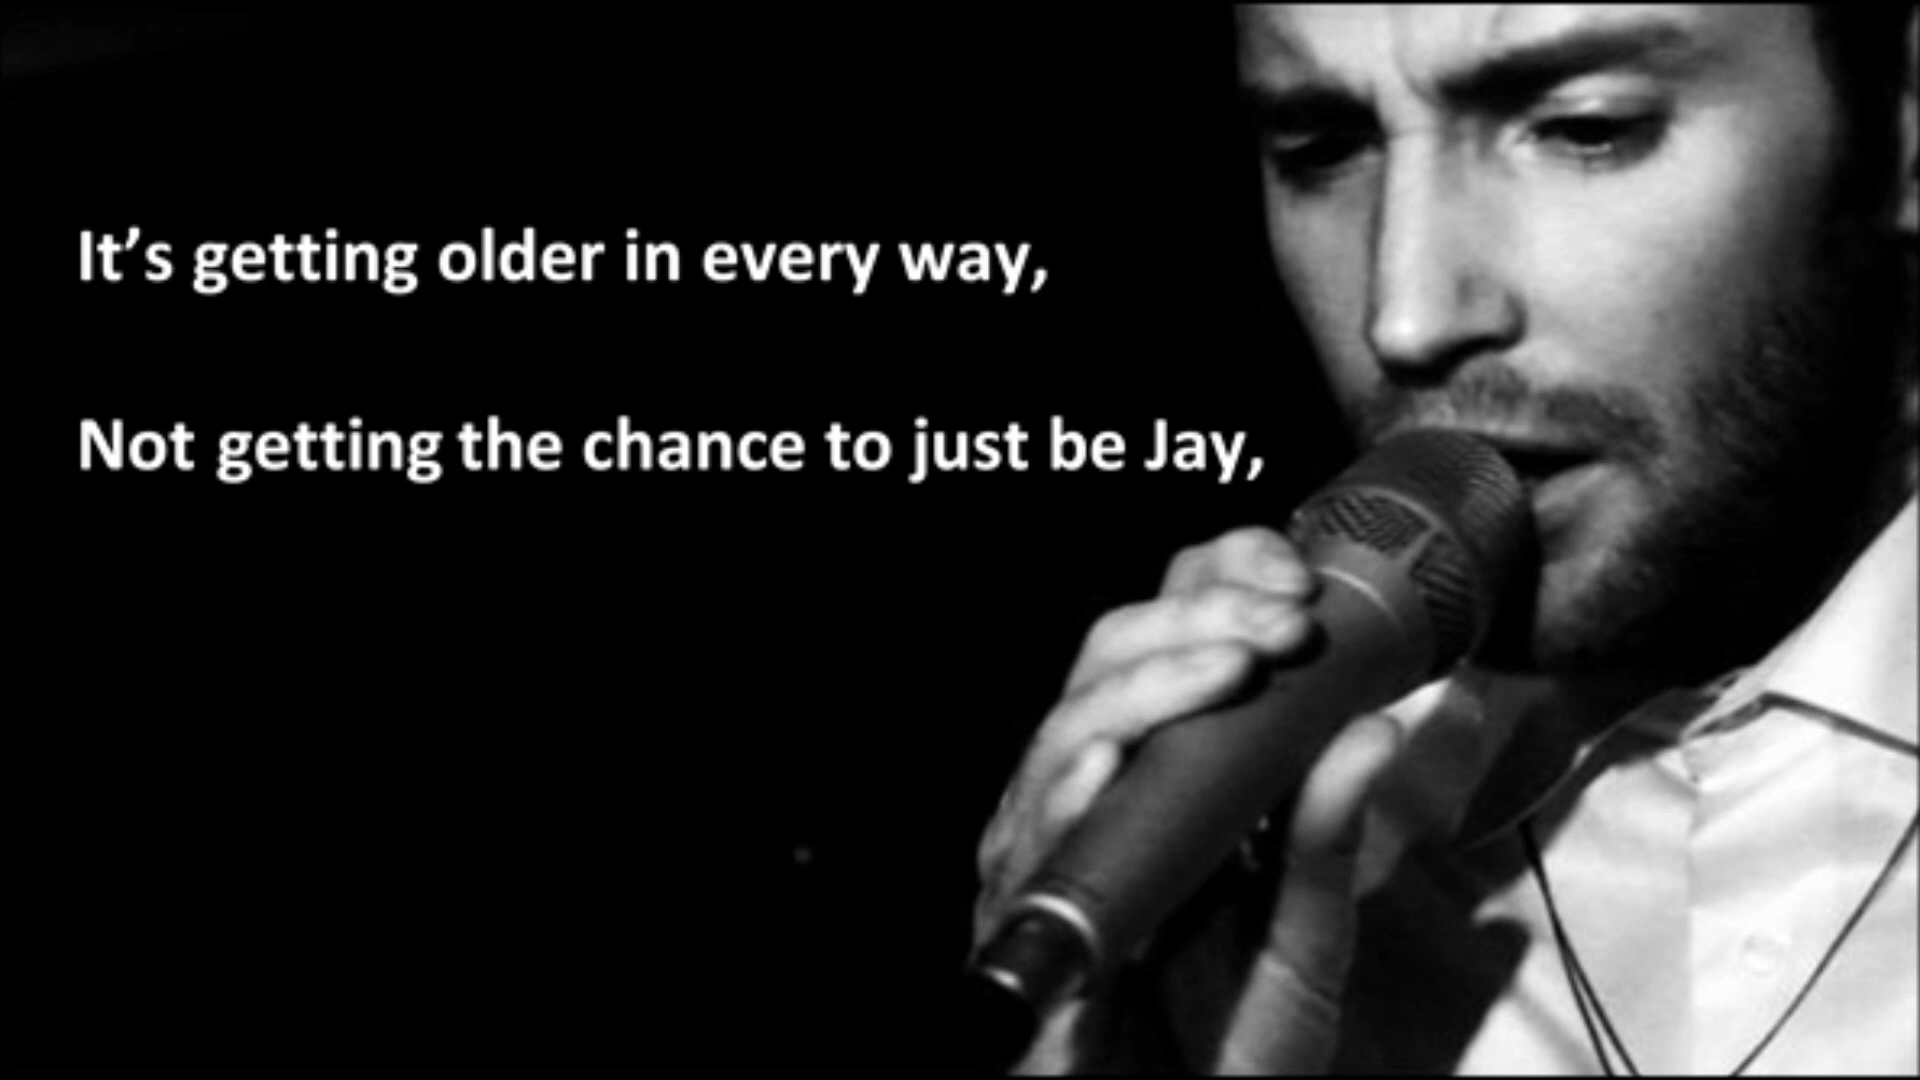 It’s getting older in every way,
Not getting the chance to just be Jay,